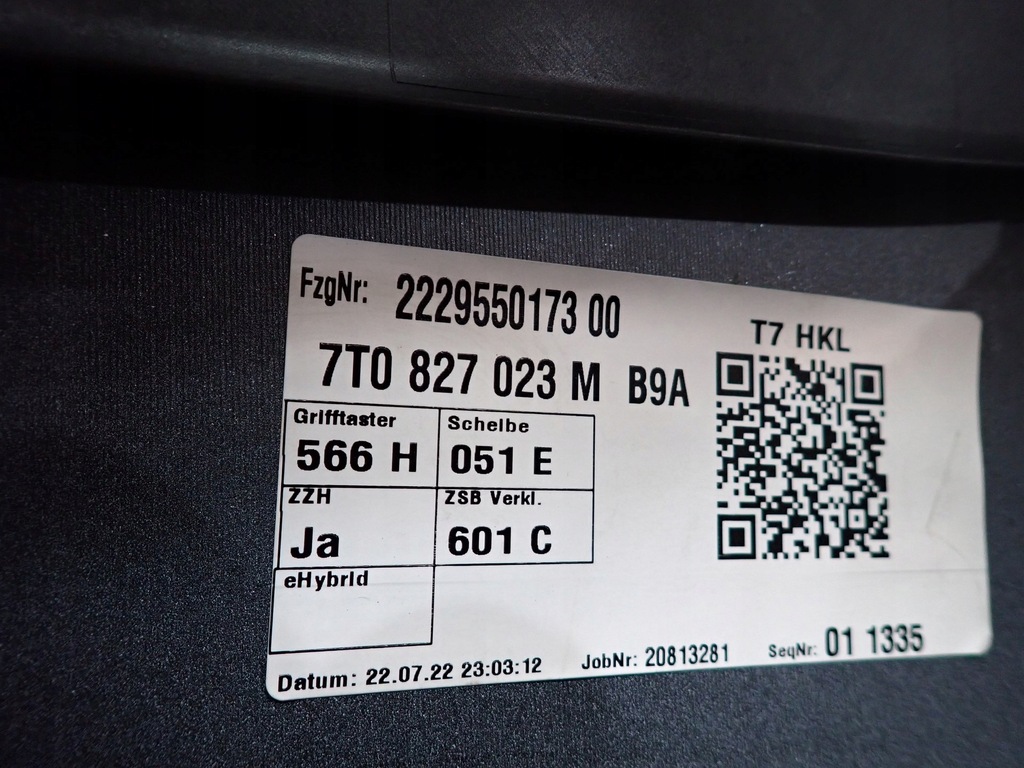 FzgNr: 2229550173 00
7T0 827 023 M B9A
T7 HKL
Grifftaster
566 H
Scheibe
051 E
ZZH
Ja
ZSB Verkl.
601 C
eHybrid
Datum: 22.07.22 23:03:12
JobNr: 20813281
SeqNr: 01 1335